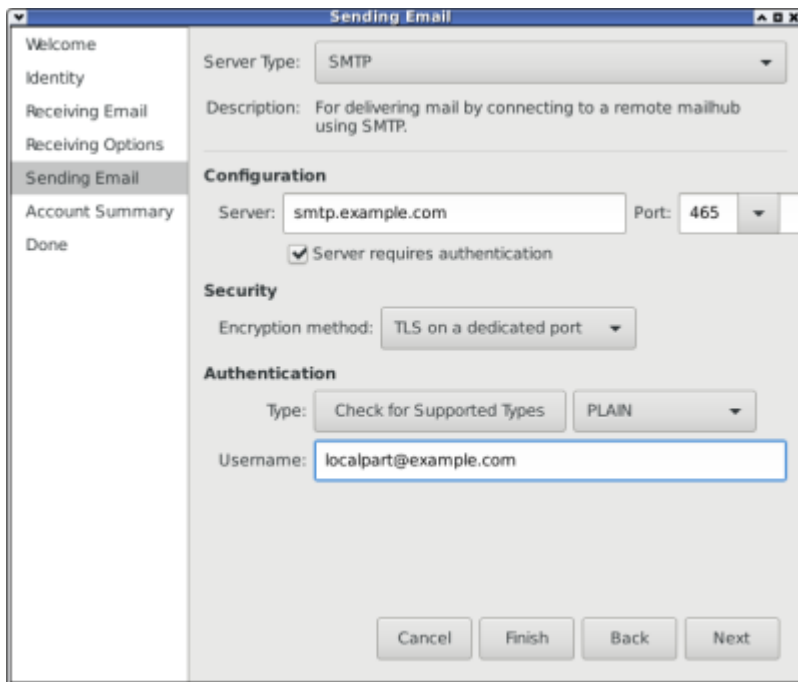 Sending Email
Welcome
Identity
Receiving Email
Receiving Options
Sending Email
Account Summary
Done
Server Type: SMTP
Description: For delivering mail by connecting to a remote mailhub
using SMTP.
Configuration
Server: smtp.example.com Port: 465
Server requires authentication
Security
Encryption method: TLS on a dedicated port
Authentication
Type: Check for Supported Types PLAIN
Username: localpart@example.com
Cancel Finish Back Next